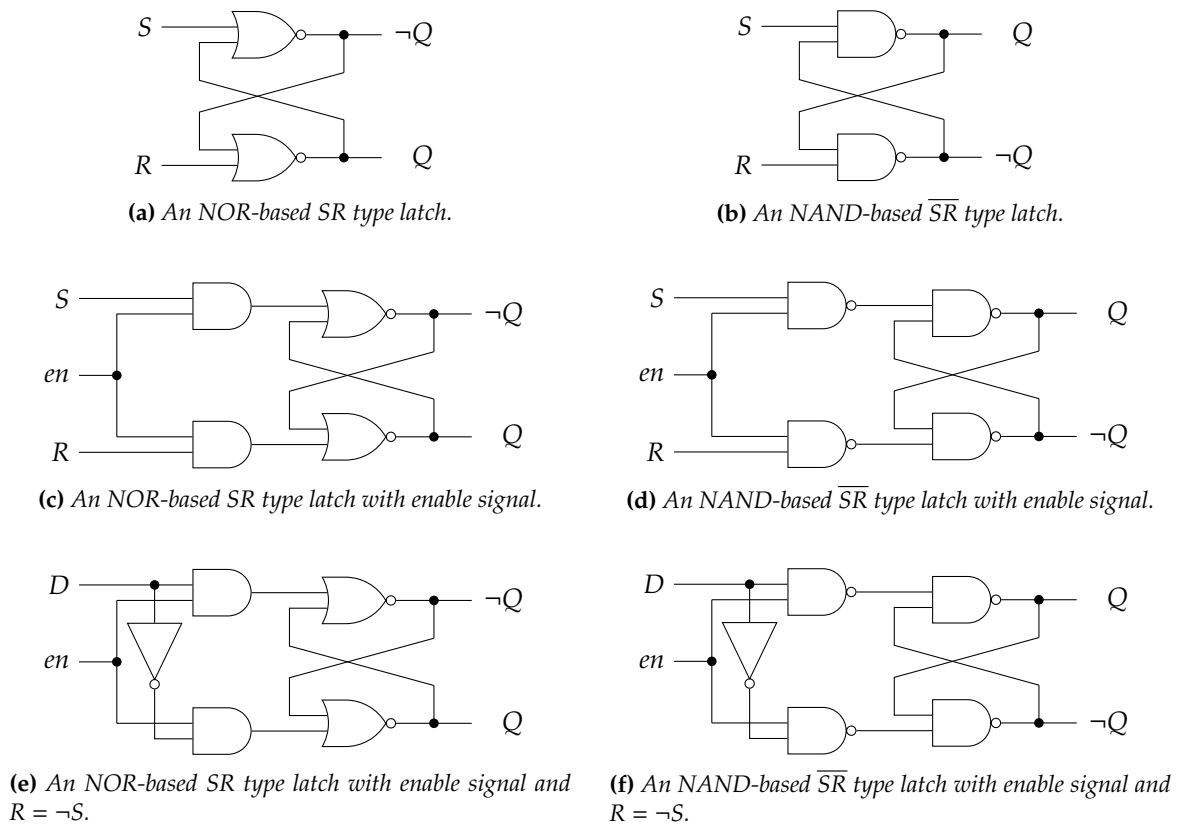 S
¬Q
R
Q
(a) An NOR-based SR type latch.
S
Q
R
¬Q
(b) An NAND-based S̅R̅ type latch.
S
¬Q
en
R
Q
(c) An NOR-based SR type latch with enable signal.
S
Q
en
R
¬Q
(d) An NAND-based S̅R̅ type latch with enable signal.
D
¬Q
en
Q
(e) An NOR-based SR type latch with enable signal and
R = ¬S.
D
Q
en
¬Q
(f) An NAND-based S̅R̅ type latch with enable signal and
R = ¬S.